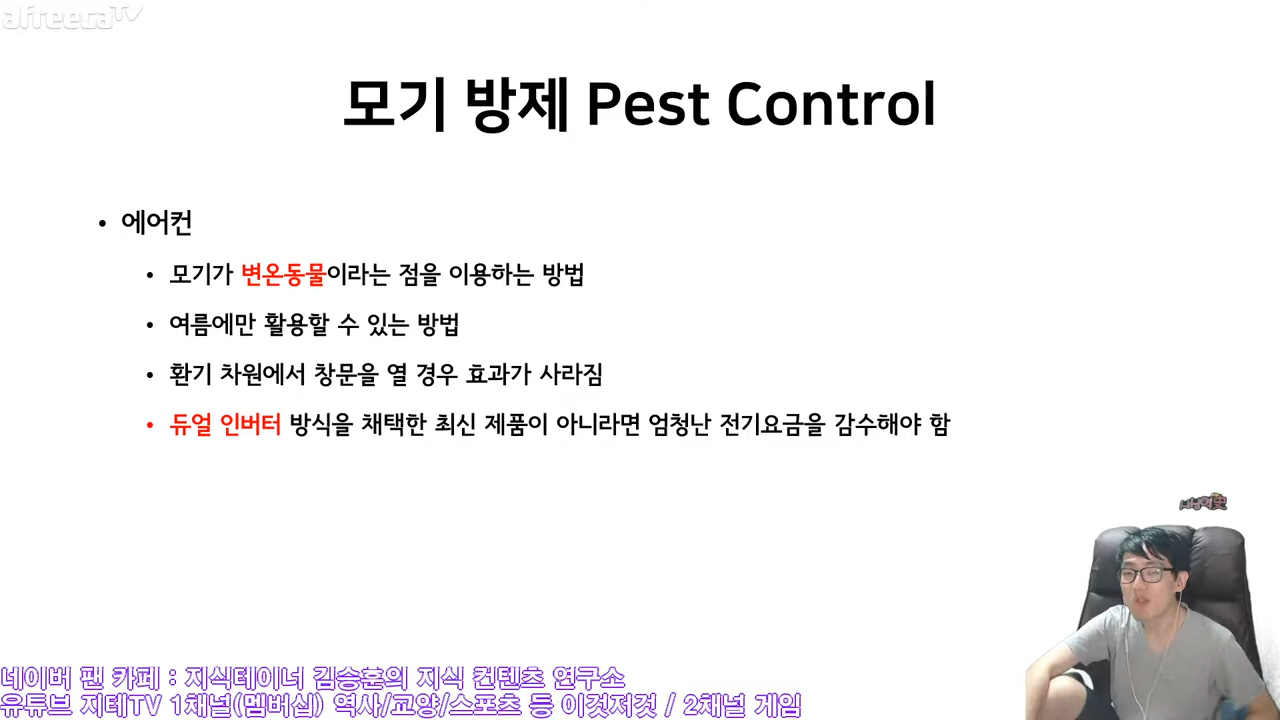 afreecaTV
모기 방제 Pest Control
• 에어컨
• 모기가 변온동물이라는 점을 이용하는 방법
• 여름에만 활용할 수 있는 방법
• 환기 차원에서 창문을 열 경우 효과가 사라짐
• 듀얼 인버터 방식을 채택한 최신 제품이 아니라면 엄청난 전기요금을 감수해야 함
네이버 팬 카페 : 지식테이너 김승훈의 지식 컨텐츠 연구소
유튜브 지테TV 1채널(멤버십) 역사/교양/스포츠 등 이것저것 / 2채널 게임